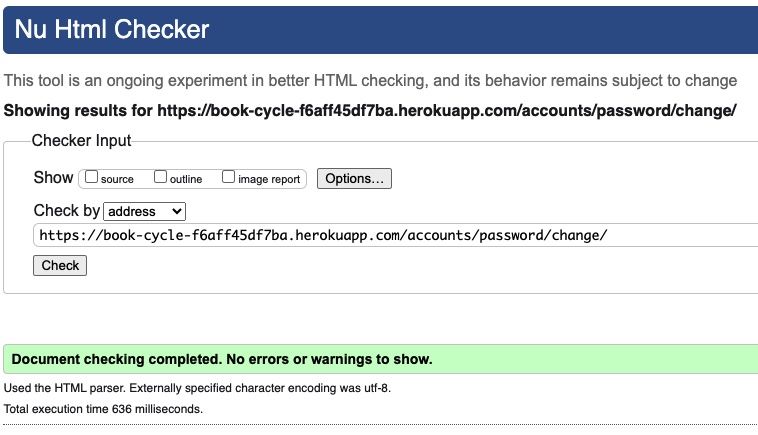 Nu Html Checker
This tool is an ongoing experiment in better HTML checking, and its behavior remains subject to change
Showing results for https://book-cycle-f6aff45df7ba.herokuapp.com/accounts/password/change/
Checker Input
Show source outline image report Options...
Check by address
https://book-cycle-f6aff45df7ba.herokuapp.com/accounts/password/change/
Check
Document checking completed. No errors or warnings to show.
Used the HTML parser. Externally specified character encoding was utf-8.
Total execution time 636 milliseconds.